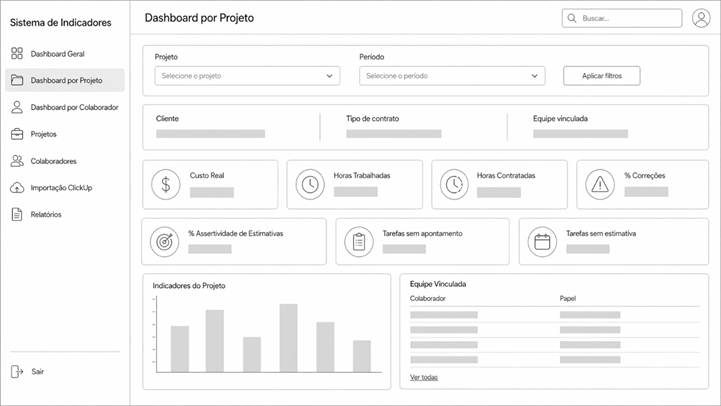 Sistema de Indicadores
Dashboard por Projeto
Buscar...
Dashboard Geral
Dashboard por Projeto
Dashboard por Colaborador
Projetos
Colaboradores
Importação ClickUp
Relatórios
Sair
Projeto
Período
Selecione o projeto
Selecione o período
Aplicar filtros
Cliente
Tipo de contrato
Equipe vinculada
Custo Real
Horas Trabalhadas
Horas Contratadas
% Correções
% Assertividade de Estimativas
Tarefas sem apontamento
Tarefas sem estimativa
Indicadores do Projeto
Equipe Vinculada
Colaborador
Papel
Ver todas